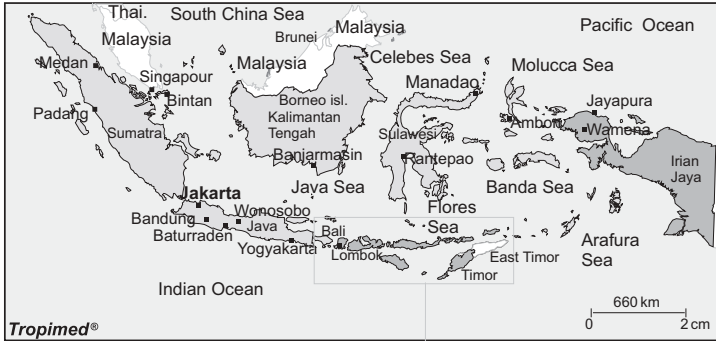 Thai.
South China Sea
Pacific Ocean
Malaysia
Brunei
Malaysia
Celebes Sea
Molucca Sea
Medan
Malaysia
Singapour
Manadao
Bintan
Borneo isl.
Kalimantan
Tengah
Jayapura
Padang
Sumatra
Sulawesi
Ambon
Wamena
Banjarmasin
Rantepao
Irian
Jaya
Jakarta
Java Sea
Banda Sea
Bandung
Wonosobo
Java
Flores
Sea
Baturraden
Bali
Arafura
Sea
Yogyakarta
Lombok
East Timor
Timor
Indian Ocean
660 km
0
2 cm
Tropimed®